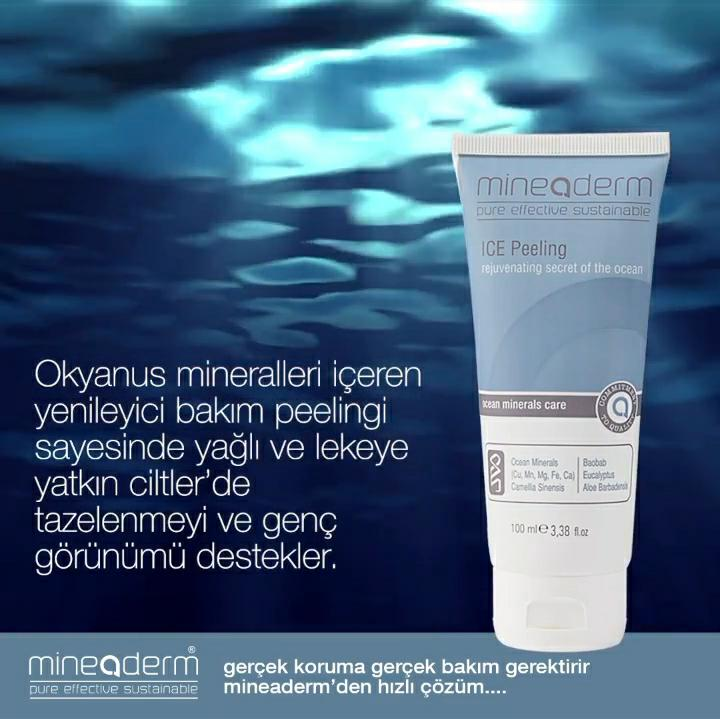 mineaderm
pure effective sustainable
ICE Peeling
rejuvenating secret of the ocean
ocean minerals care
COMMITMENT TO QUALITY
Ocean Minerals
(Cu, Mn, Mg, Fe, Ca)
Camellia Sinensis
Baobab
Eucalyptus
Aloe Barbadensis
100 ml ℮ 3,38 fl.oz
Okyanus mineralleri içeren
yenileyici bakım peelingi
sayesinde yağlı ve lekeye
yatkın ciltler’de
tazelenmeyi ve genç
görünümü destekler.
mineaderm®
pure effective sustainable
gerçek koruma gerçek bakım gerektirir
mineaderm’den hızlı çözüm....